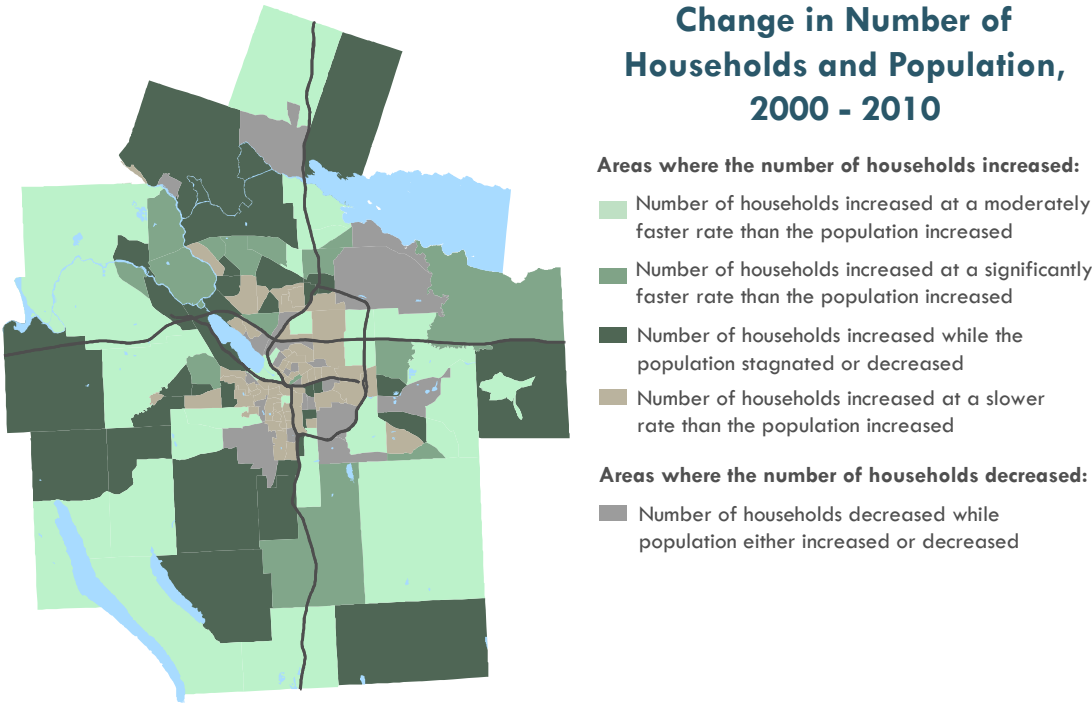 Change in Number of
Households and Population,
2000 - 2010
Areas where the number of households increased:
Number of households increased at a moderately
faster rate than the population increased
Number of households increased at a significantly
faster rate than the population increased
Number of households increased while the
population stagnated or decreased
Number of households increased at a slower
rate than the population increased
Areas where the number of households decreased:
Number of households decreased while
population either increased or decreased